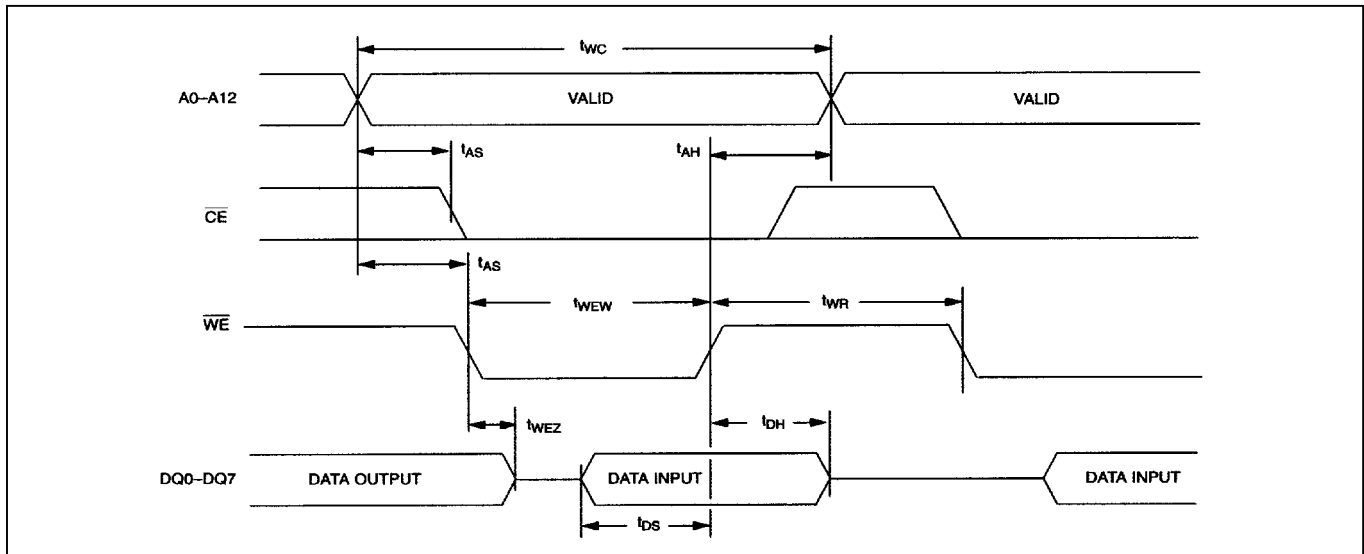 tWC
A0–A12
VALID
VALID
tAS
tAH
CE
tAS
tWEW
tWR
WE
tWEZ
tDH
DQ0–DQ7
DATA OUTPUT
DATA INPUT
DATA INPUT
tDS